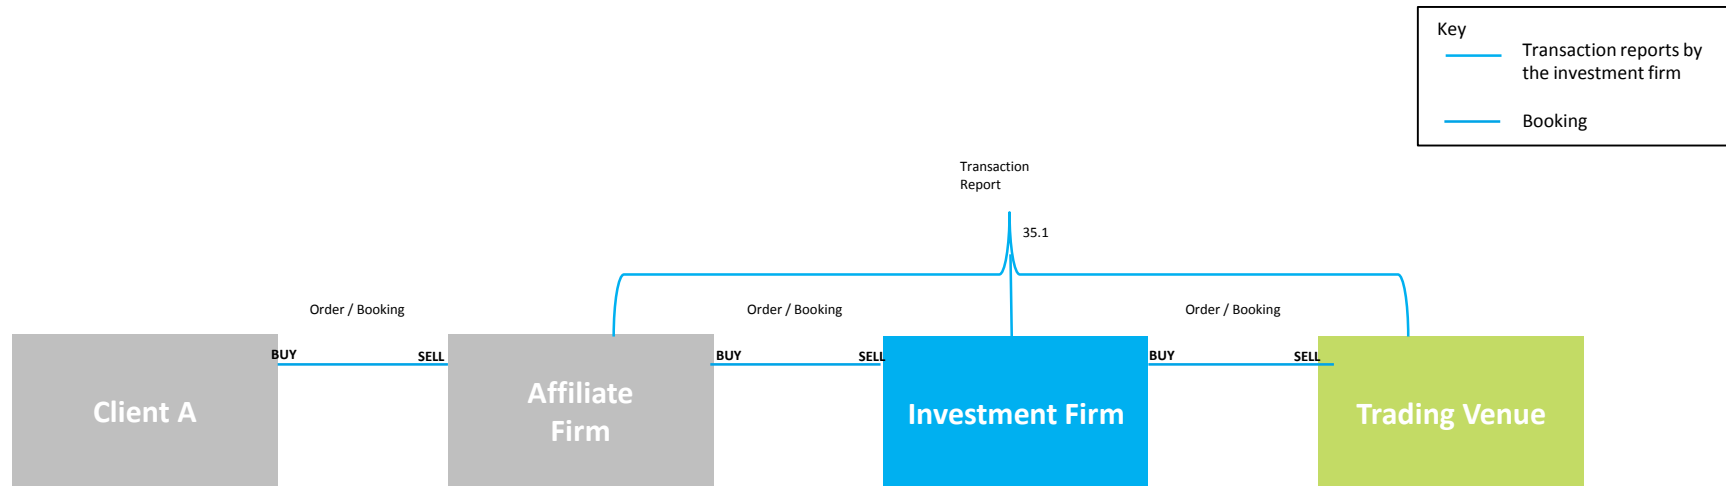 Key
Transaction reports by
the investment firm
Booking
Transaction
Report
35.1
Order / Booking
Order / Booking
Order / Booking
BUY
SELL
BUY
SELL
BUY
SELL
Client A
Affiliate
Firm
Investment Firm
Trading Venue